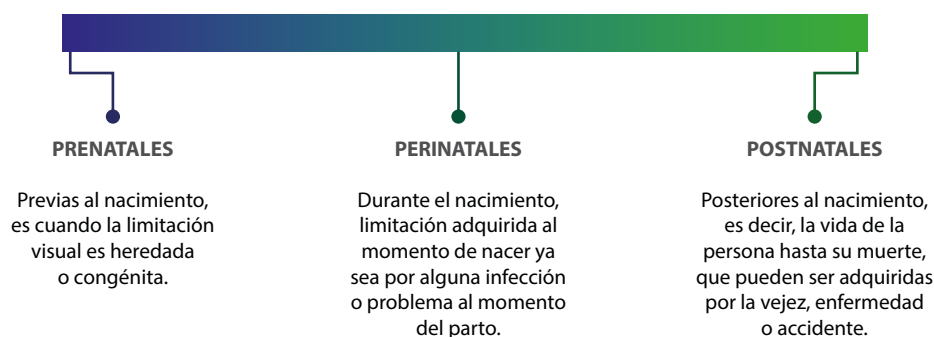 PRENATALES
Previas al nacimiento,
es cuando la limitación
visual es heredada
o congénita.
PERINATALES
Durante el nacimiento,
limitación adquirida al
momento de nacer ya
sea por alguna infección
o problema al momento
del parto.
POSTNATALES
Posteriores al nacimiento,
es decir, la vida de la
persona hasta su muerte,
que pueden ser adquiridas
por la vejez, enfermedad
o accidente.